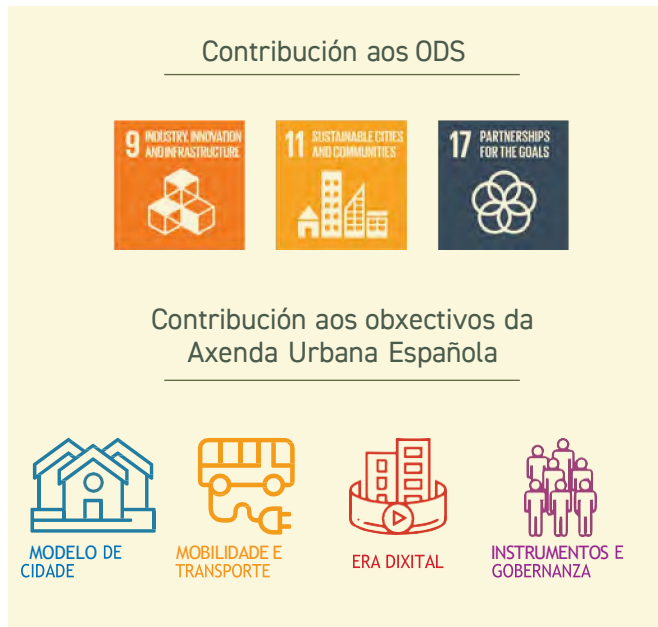 Contribución aos ODS
9 INDUSTRY, INNOVATION
AND INFRASTRUCTURE
11 SUSTAINABLE CITIES
AND COMMUNITIES
17 PARTNERSHIPS
FOR THE GOALS
Contribución aos obxectivos da
Axenda Urbana Española
MODELO DE
CIDADE
MOBILIDADE E
TRANSPORTE
ERA DIXITAL
INSTRUMENTOS E
GOBERNANZA